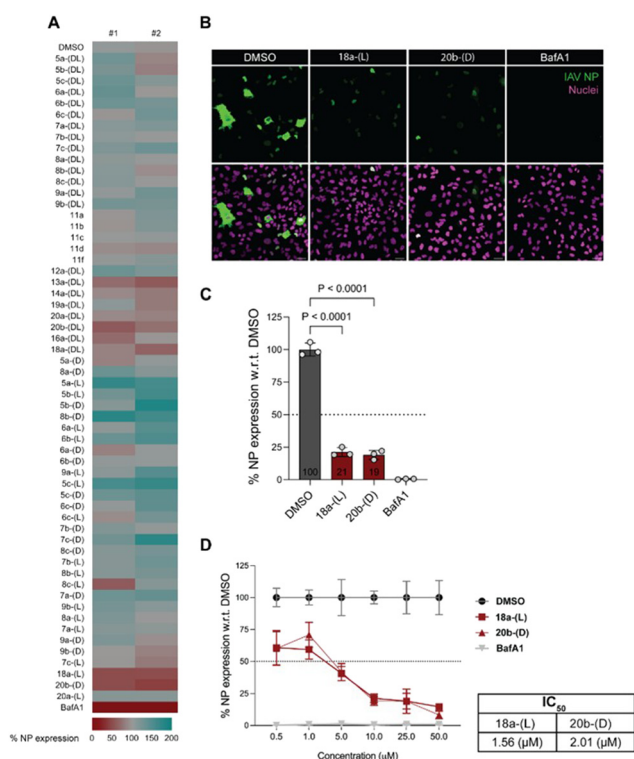 A
#1 #2
DMSO
5a-(DL)
5b-(DL)
5c-(DL)
6a-(DL)
6b-(DL)
6c-(DL)
7a-(DL)
7b-(DL)
7c-(DL)
8a-(DL)
8b-(DL)
8c-(DL)
9a-(DL)
9b-(DL)
11a
11b
11c
11d
11f
12a-(DL)
13a-(DL)
14a-(DL)
19a-(DL)
20a-(DL)
20b-(DL)
16a-(DL)
18a-(DL)
5a-(D)
8a-(D)
5a-(L)
5b-(L)
5b-(D)
8b-(D)
6a-(L)
6b-(L)
6a-(D)
6b-(D)
9a-(L)
5c-(L)
5c-(D)
6c-(D)
6c-(L)
7b-(D)
7c-(D)
8c-(D)
7b-(L)
8b-(L)
8c-(L)
7a-(D)
9b-(L)
8a-(L)
7a-(L)
9a-(D)
9b-(D)
7c-(L)
18a-(L)
20b-(D)
20a-(L)
BafA1
% NP expression
0 50 100 150 200
B
DMSO 18a-(L) 20b-(D) BafA1
IAV NP
Nuclei
C
P < 0.0001
P < 0.0001
% NP expression w.r.t. DMSO
125
100
75
50
25
0
100 21 19
DMSO
18a-(L)
20b-(D)
BafA1
D
% NP expression w.r.t. DMSO
125
100
75
50
25
0
0.5 1.0 5.0 10.0 25.0 50.0
Concentration (μM)
DMSO
18a-(L)
20b-(D)
BafA1
IC50
18a-(L) 20b-(D)
1.56 (μM) 2.01 (μM)